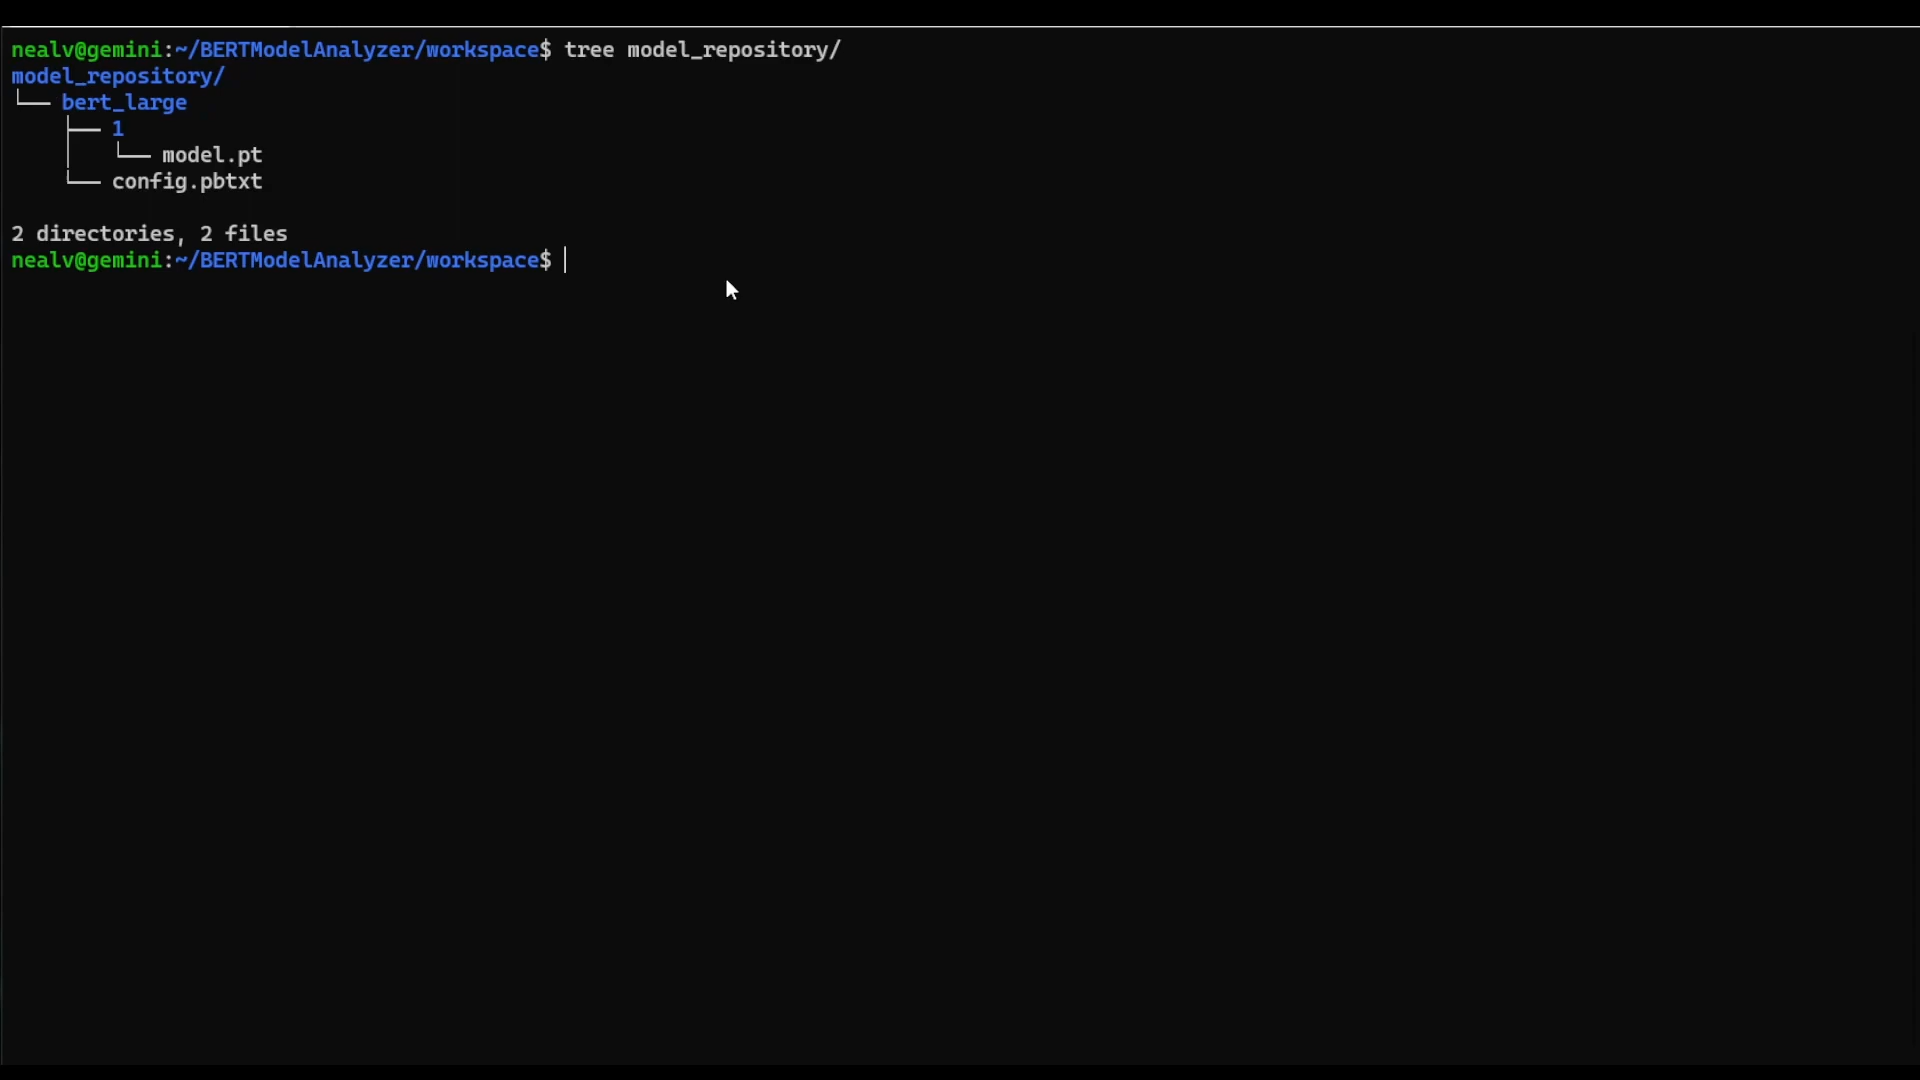 nealv@gemini:~/BERTModelAnalyzer/workspace$ tree model_repository/
model_repository/
└── bert_large
    ├── 1
    │   └── model.pt
    └── config.pbtxt

2 directories, 2 files
nealv@gemini:~/BERTModelAnalyzer/workspace$